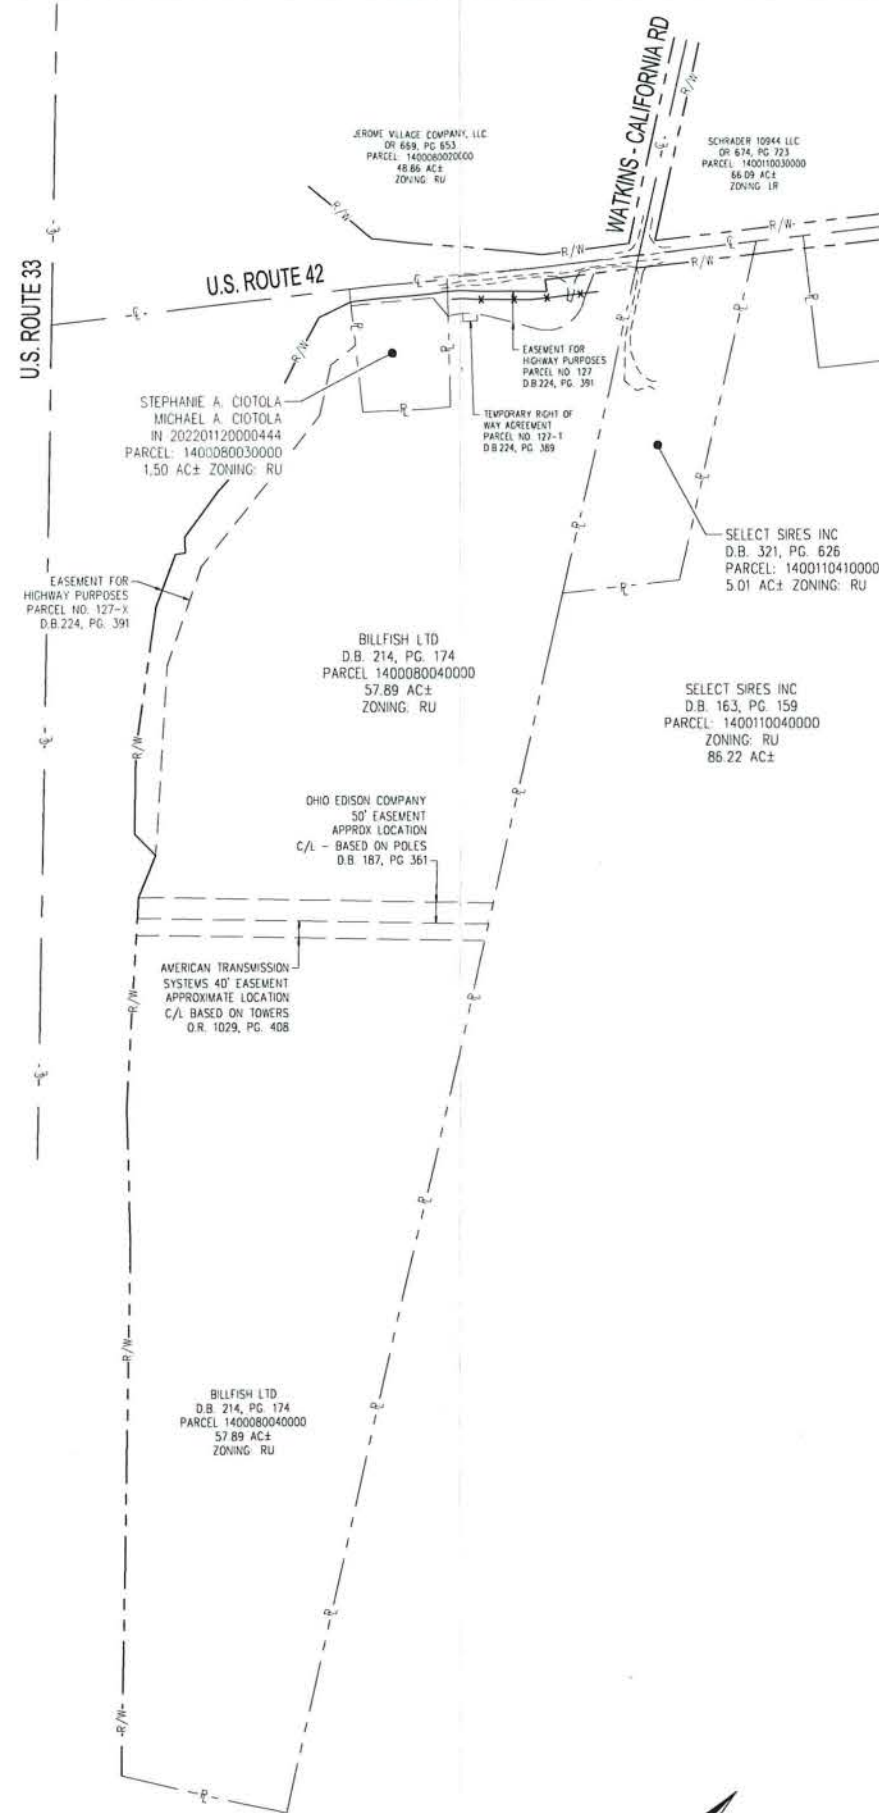 WATKINS - CALIFORNIA RD
JEROME VILLAGE COMPANY, LLC
OR 669, PG 653
PARCEL: 1400080020000
48.86 AC±
ZONING: RU
SCHRADER 10944 LLC
OR 674, PG 723
PARCEL: 1400110030000
66.09 AC±
ZONING LR
U.S. ROUTE 33
U.S. ROUTE 42
R/W
R/W
R/W
R/W
R/W
R/W
EASEMENT FOR
HIGHWAY PURPOSES
PARCEL NO. 127
D.B.224, PG. 391
STEPHANIE A. CIOTOLA
MICHAEL A. CIOTOLA
IN 202201120000444
PARCEL: 1400080030000
1.50 AC± ZONING: RU
TEMPORARY RIGHT OF
WAY AGREEMENT
PARCEL NO. 127-T
D.B.224, PG. 389
SELECT SIRES INC
D.B. 321, PG. 626
PARCEL: 1400110410000
5.01 AC± ZONING: RU
EASEMENT FOR
HIGHWAY PURPOSES
PARCEL NO. 127-X
D.B.224, PG. 391
BILLFISH LTD
D.B. 214, PG. 174
PARCEL 1400080040000
57.89 AC±
ZONING: RU
SELECT SIRES INC
D.B. 163, PG. 159
PARCEL: 1400110040000
ZONING: RU
86.22 AC±
R/W
OHIO EDISON COMPANY
50' EASEMENT
APPROX LOCATION
C/L - BASED ON POLES
D.B. 187, PG 361
AMERICAN TRANSMISSION
SYSTEMS 40' EASEMENT
APPROXIMATE LOCATION
C/L BASED ON TOWERS
O.R. 1029, PG. 408
R/W
R/W
BILLFISH LTD
D.B. 214, PG. 174
PARCEL 1400080040000
57.89 AC±
ZONING: RU
R/W